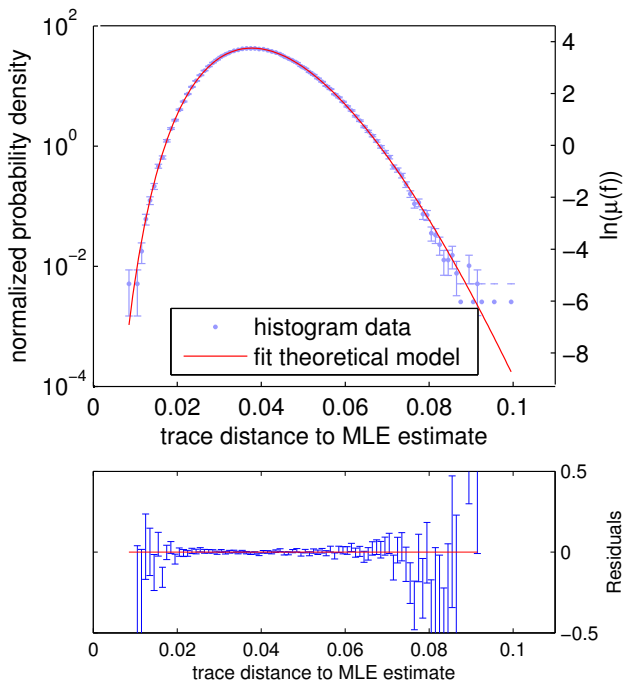 normalized probability density
10^2
10^0
10^-2
10^-4
4
2
0
−2
−4
−6
−8
ln(μ(f))
histogram data
fit theoretical model
0 0.02 0.04 0.06 0.08 0.1
trace distance to MLE estimate
0.5
0
−0.5
Residuals
0 0.02 0.04 0.06 0.08 0.1
trace distance to MLE estimate